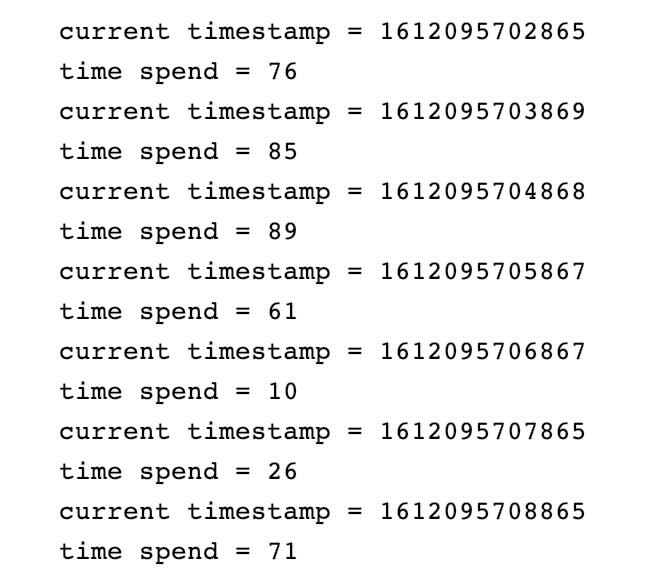 current timestamp = 1612095702865
time spend = 76
current timestamp = 1612095703869
time spend = 85
current timestamp = 1612095704868
time spend = 89
current timestamp = 1612095705867
time spend = 61
current timestamp = 1612095706867
time spend = 10
current timestamp = 1612095707865
time spend = 26
current timestamp = 1612095708865
time spend = 71